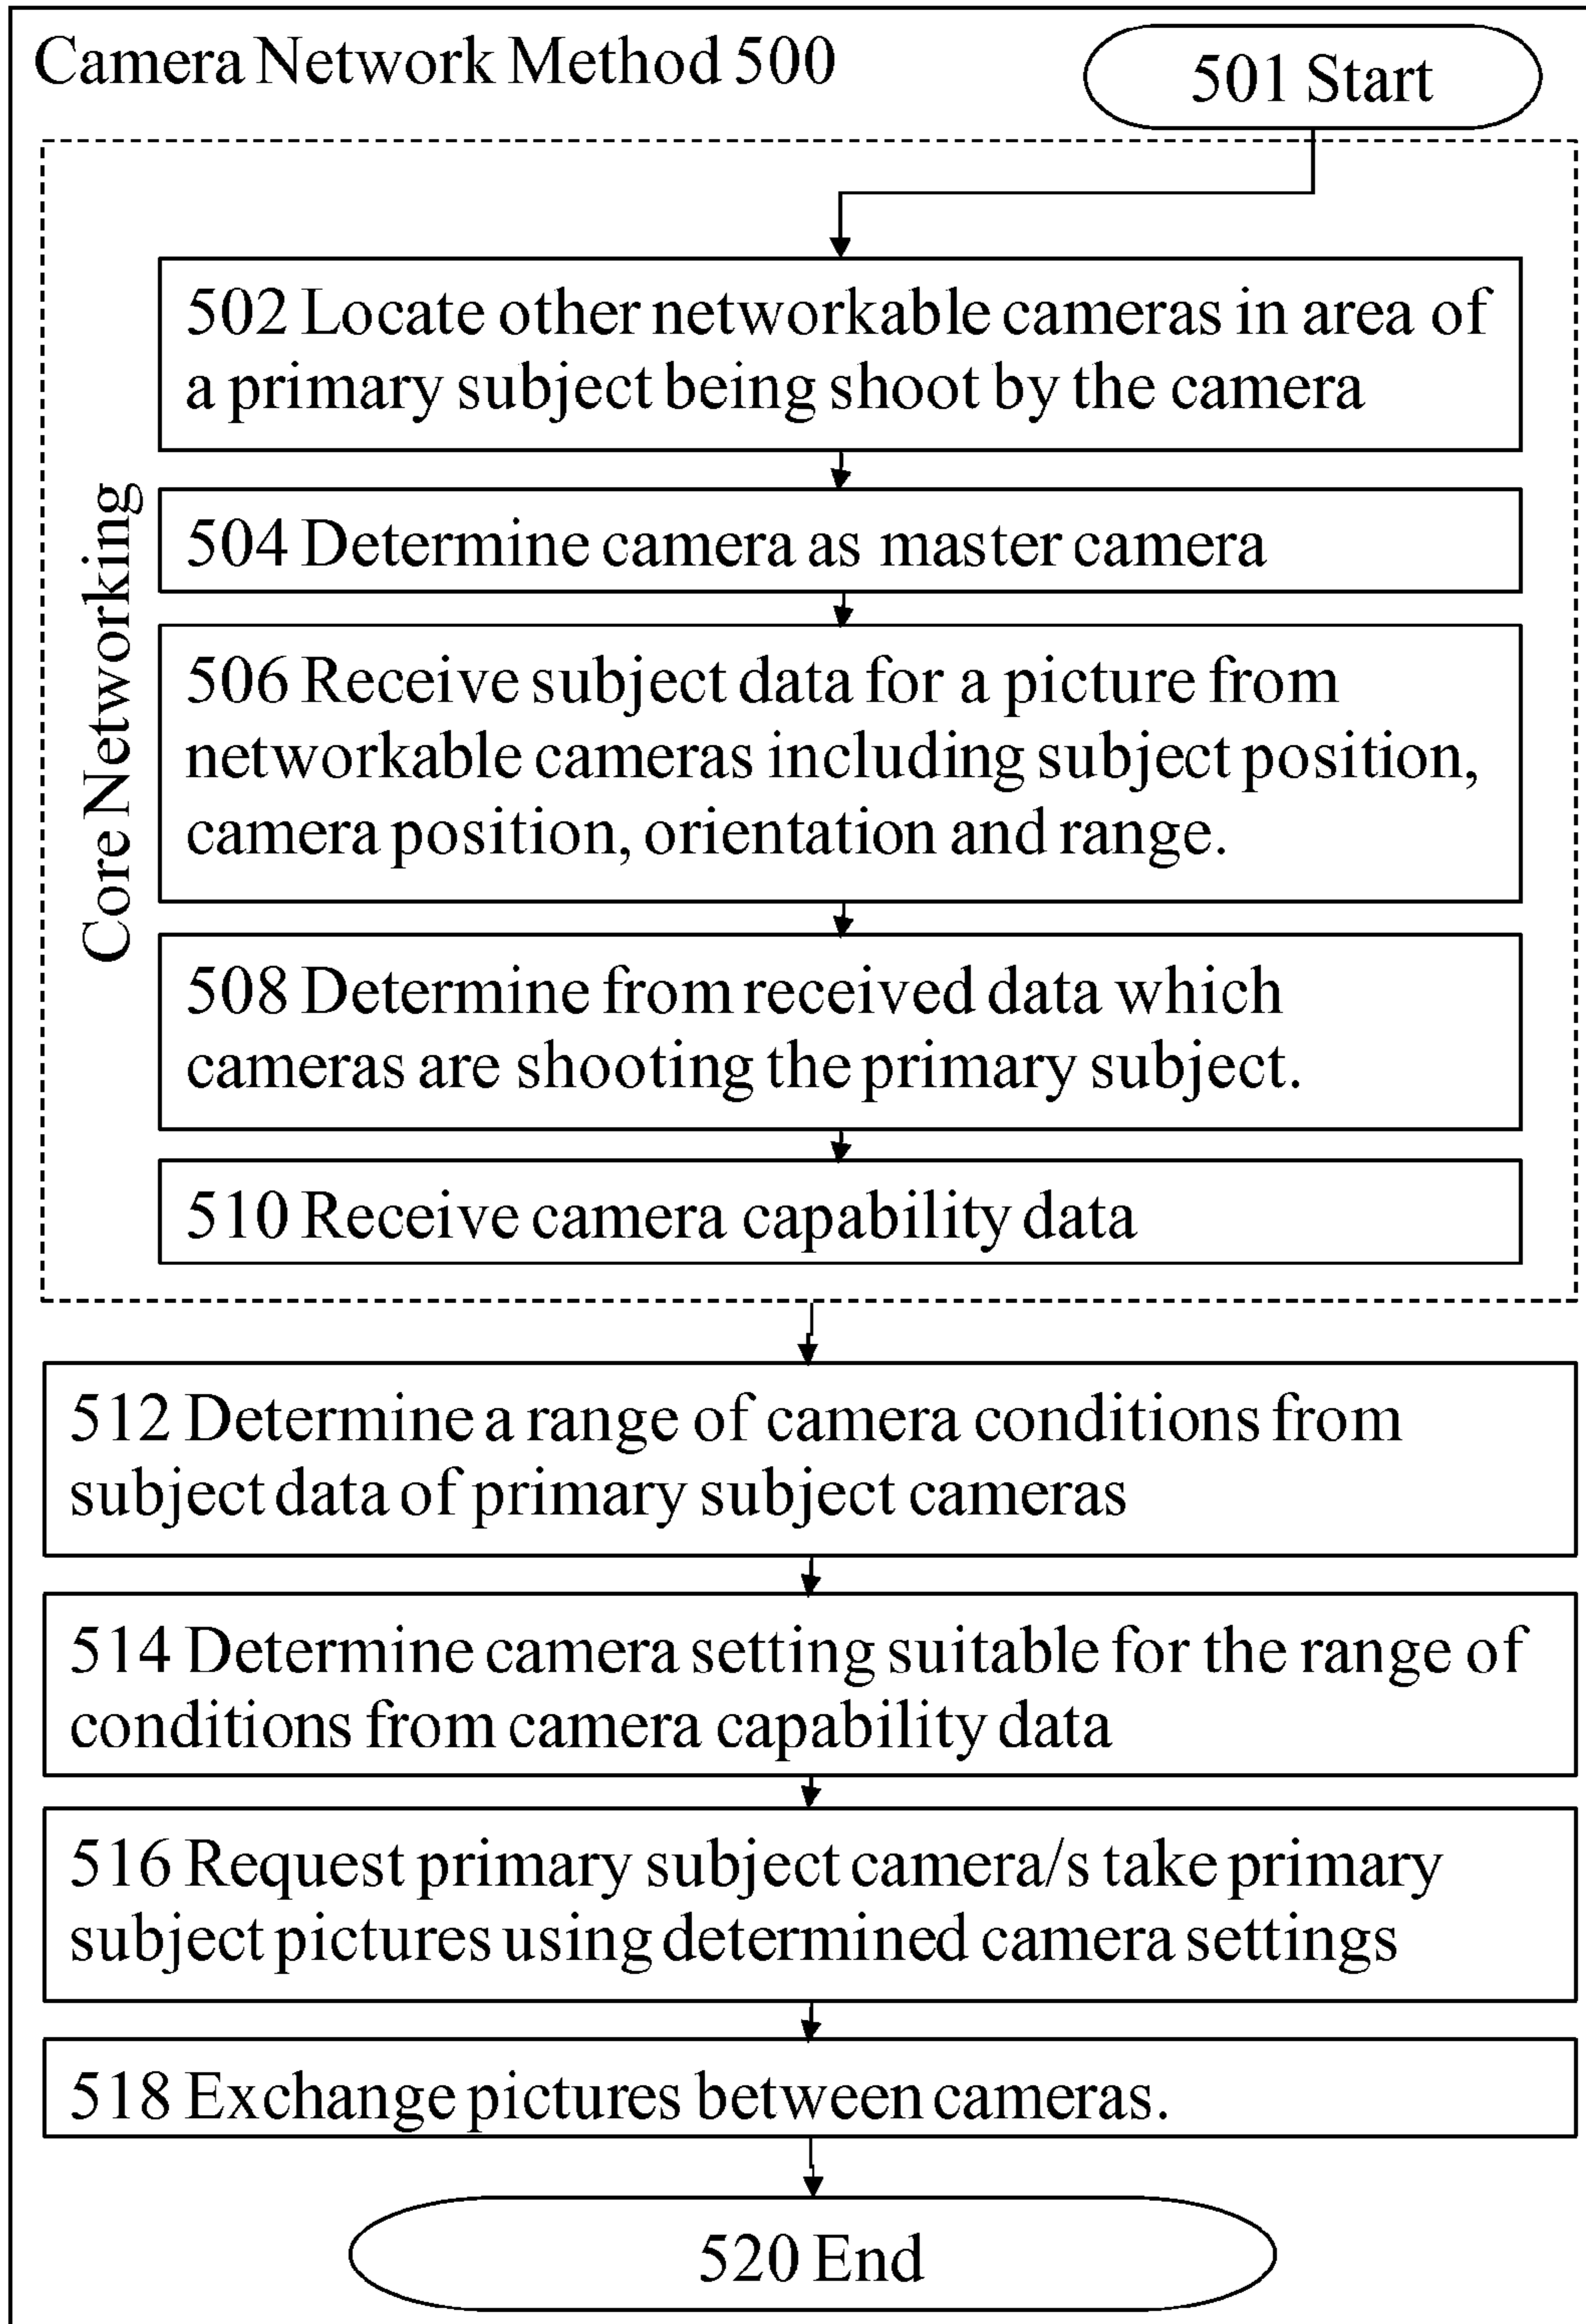 Camera Network Method 500
501 Start
Core Networking
502 Locate other networkable cameras in area of
a primary subject being shoot by the camera
504 Determine camera as master camera
506 Receive subject data for a picture from
networkable cameras including subject position,
camera position, orientation and range.
508 Determine from received data which
cameras are shooting the primary subject.
510 Receive camera capability data
512 Determine a range of camera conditions from
subject data of primary subject cameras
514 Determine camera setting suitable for the range of
conditions from camera capability data
516 Request primary subject camera/s take primary
subject pictures using determined camera settings
518 Exchange pictures between cameras.
520 End